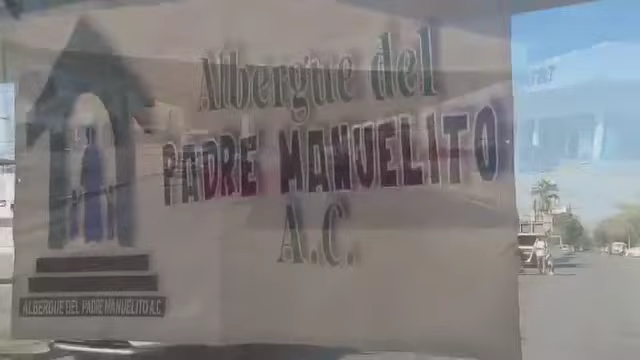 Albergue del
PADRE MANUELITO
A.C.
ALBERGUE DEL PADRE MANUELITO A.C